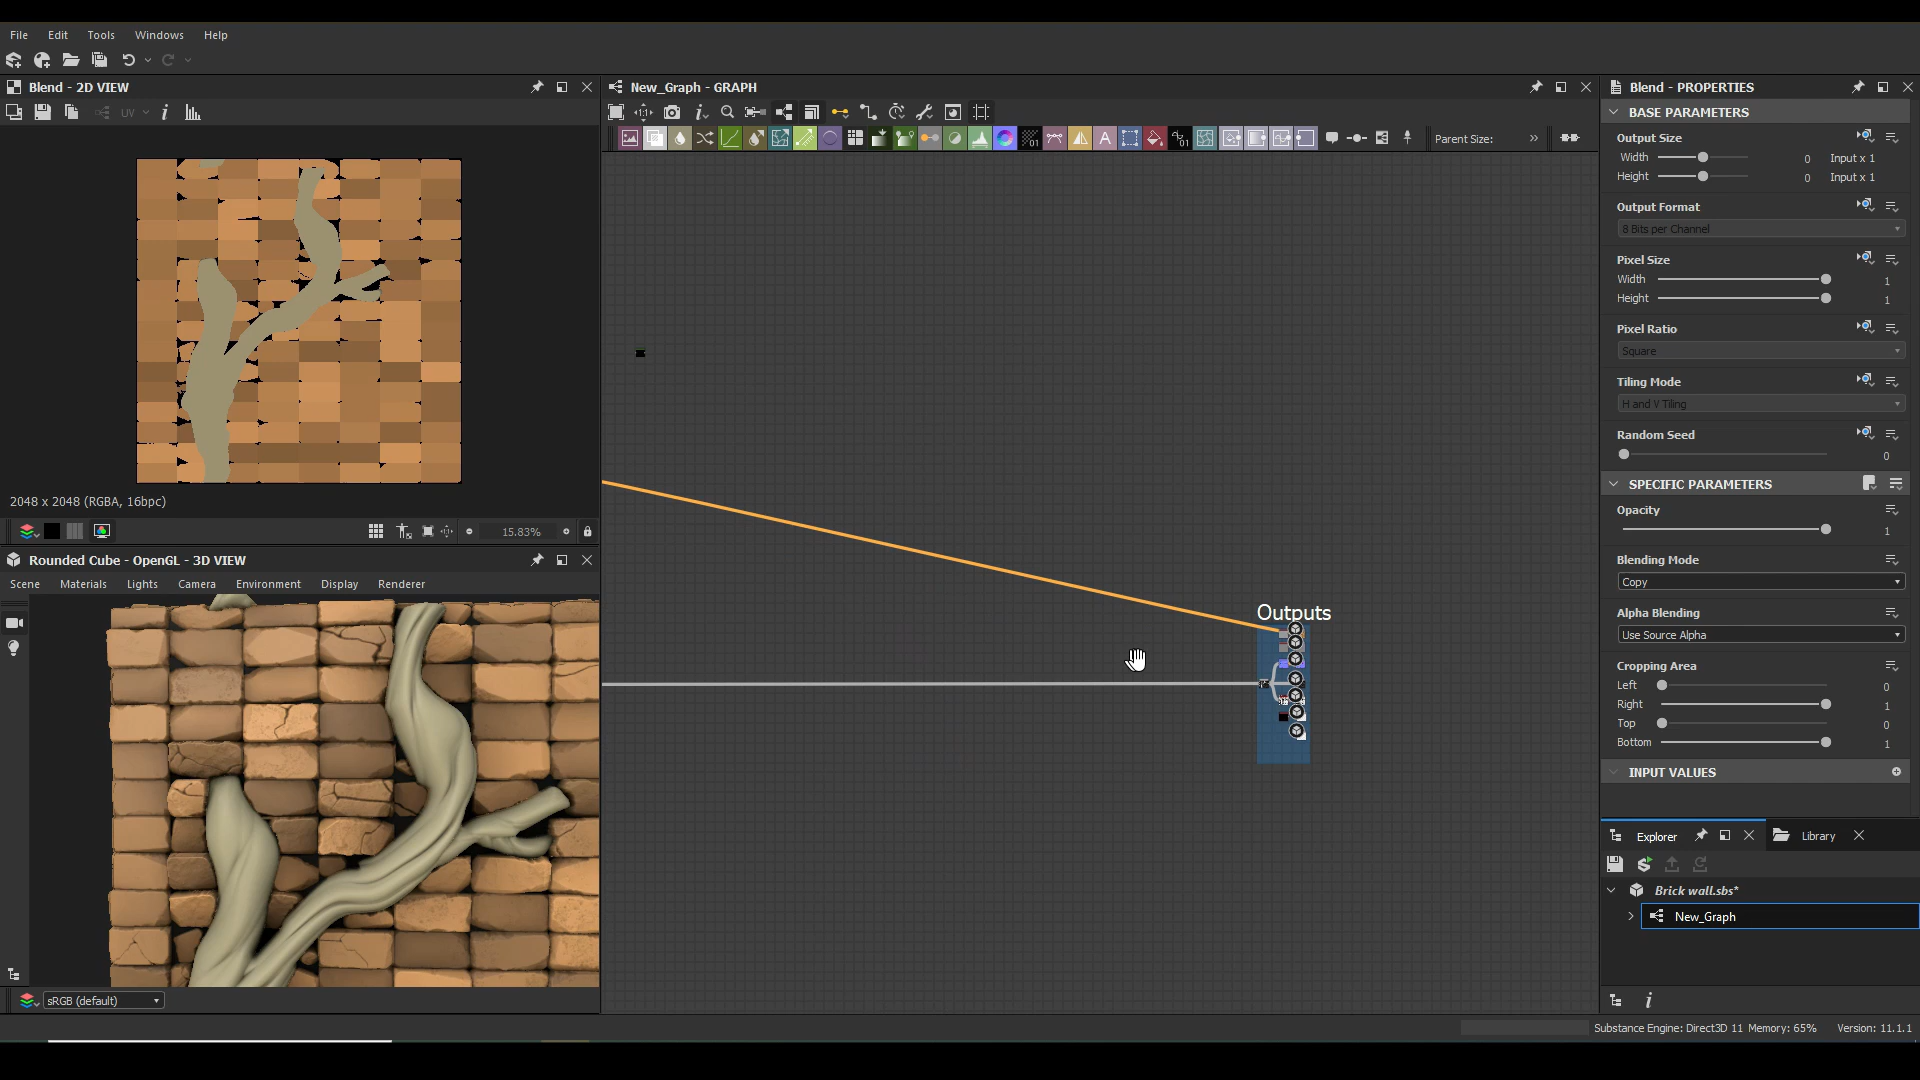 File Edit Tools Windows Help
Blend - 2D VIEW
UV
2048 x 2048 (RGBA, 16bpc)
15.83%
Rounded Cube - OpenGL - 3D VIEW
Scene Materials Lights Camera Environment Display Renderer
sRGB (default)
New_Graph - GRAPH
Parent Size:
Outputs
Blend - PROPERTIES
BASE PARAMETERS
Output Size
Width 0 Input x 1
Height 0 Input x 1
Output Format
8 Bits per Channel
Pixel Size
Width 1
Height 1
Pixel Ratio
Square
Tiling Mode
H and V Tiling
Random Seed
0
SPECIFIC PARAMETERS
Opacity
1
Blending Mode
Copy
Alpha Blending
Use Source Alpha
Cropping Area
Left 0
Right 1
Top 0
Bottom 1
INPUT VALUES
Explorer Library
Brick wall.sbs*
New_Graph
Substance Engine: Direct3D 11 Memory: 65% Version: 11.1.1